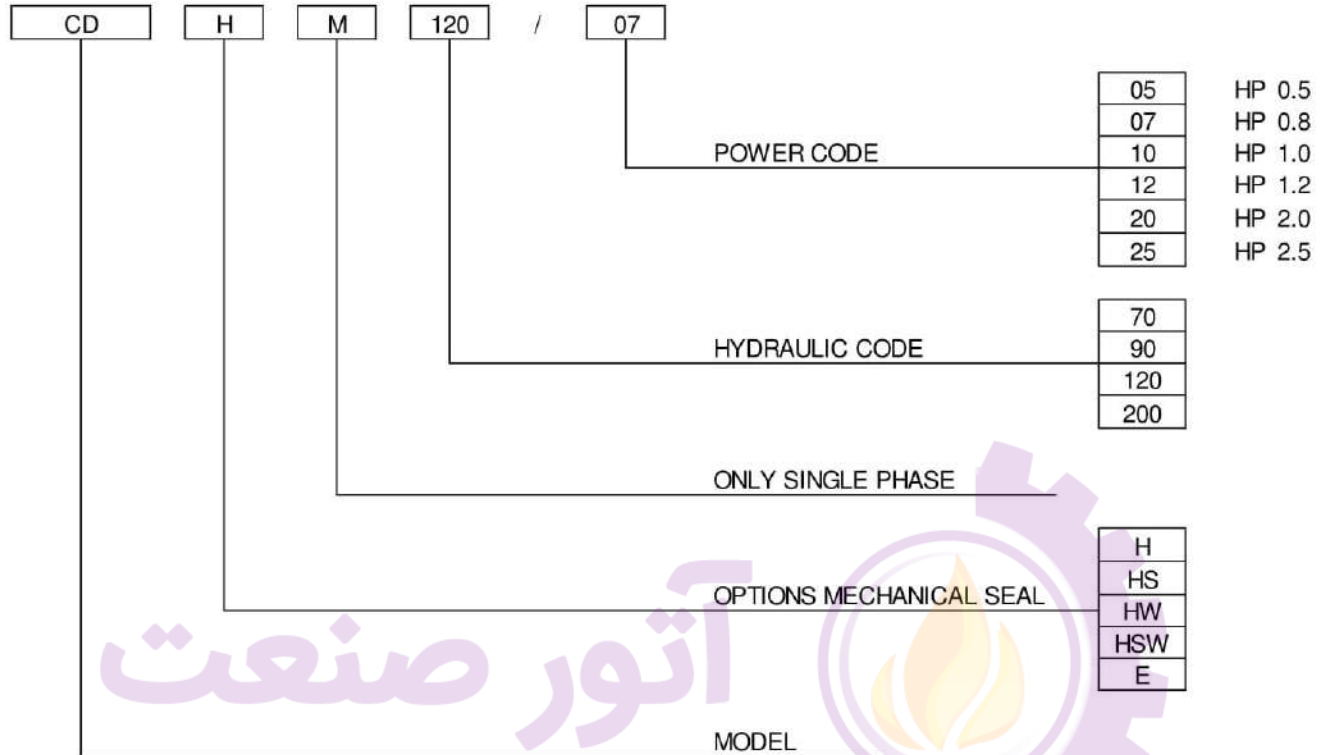 CD H M 120 / 07
05 HP 0.5
07 HP 0.8
POWER CODE 10 HP 1.0
12 HP 1.2
20 HP 2.0
25 HP 2.5
70
HYDRAULIC CODE 90
120
200
ONLY SINGLE PHASE
H
HS
OPTIONS MECHANICAL SEAL HW
HSW
E
آتور صنعت
MODEL